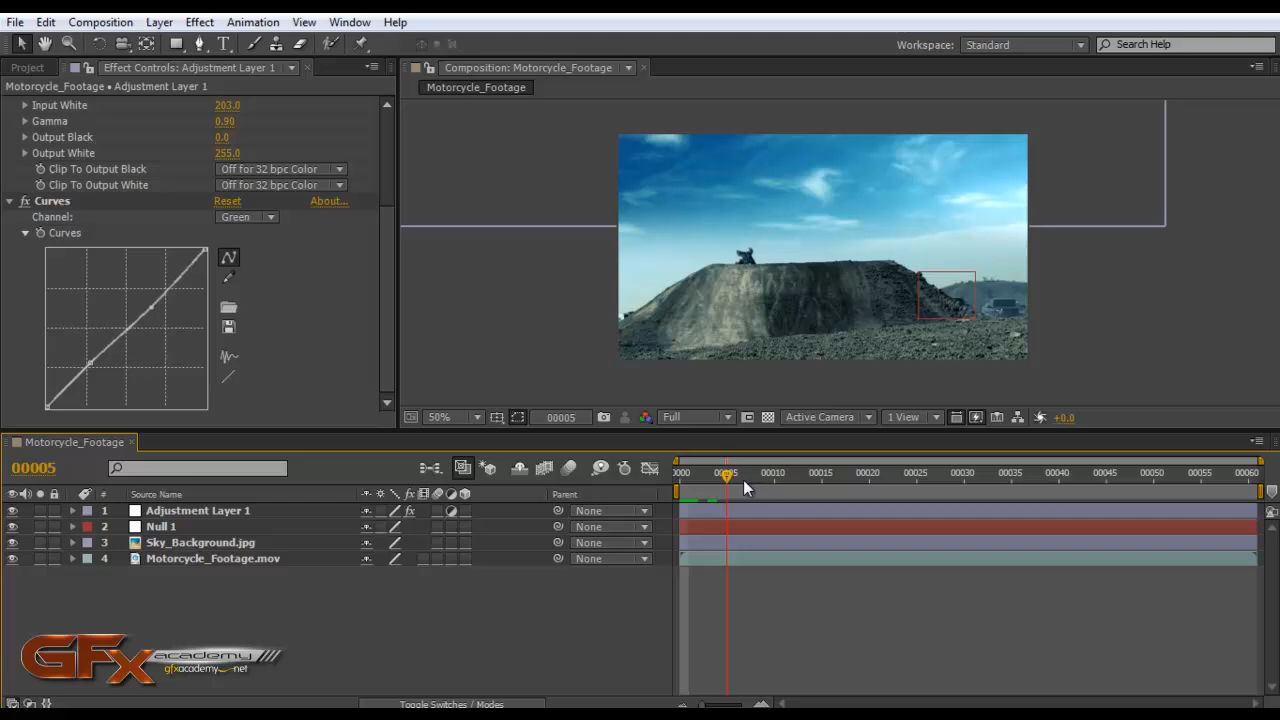 File Edit Composition Layer Effect Animation View Window Help
Workspace: Standard Search Help
Project Effect Controls: Adjustment Layer 1 Composition: Motorcycle_Footage
Motorcycle_Footage • Adjustment Layer 1 Motorcycle_Footage
Input White 203.0
Gamma 0.90
Output Black 0.0
Output White 255.0
Clip To Output Black Off for 32 bpc Color
Clip To Output White Off for 32 bpc Color
fx Curves Reset About...
Channel: Green
Curves
50% 00005 Full Active Camera 1 View +0.0
Motorcycle_Footage
00005 0000 00005 00010 00015 00020 00025 00030 00035 00040 00045 00050 00055 00060
# Source Name fx Parent
1 Adjustment Layer 1 fx None
2 Null 1 None
3 Sky_Background.jpg None
4 Motorcycle_Footage.mov None
GFx academy
gfxacademy.net
Toggle Switches / Modes